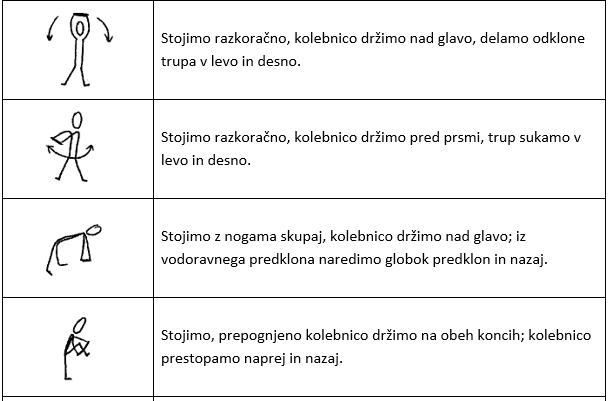 Stojimo razkoračno, kolebnico držimo nad glavo, delamo odklone
trupa v levo in desno.
Stojimo razkoračno, kolebnico držimo pred prsmi, trup sukamo v
levo in desno.
Stojimo z nogama skupaj, kolebnico držimo nad glavo; iz
vodoravnega predklona naredimo globok predklon in nazaj.
Stojimo, prepognjeno kolebnico držimo na obeh koncih; kolebnico
prestopamo naprej in nazaj.